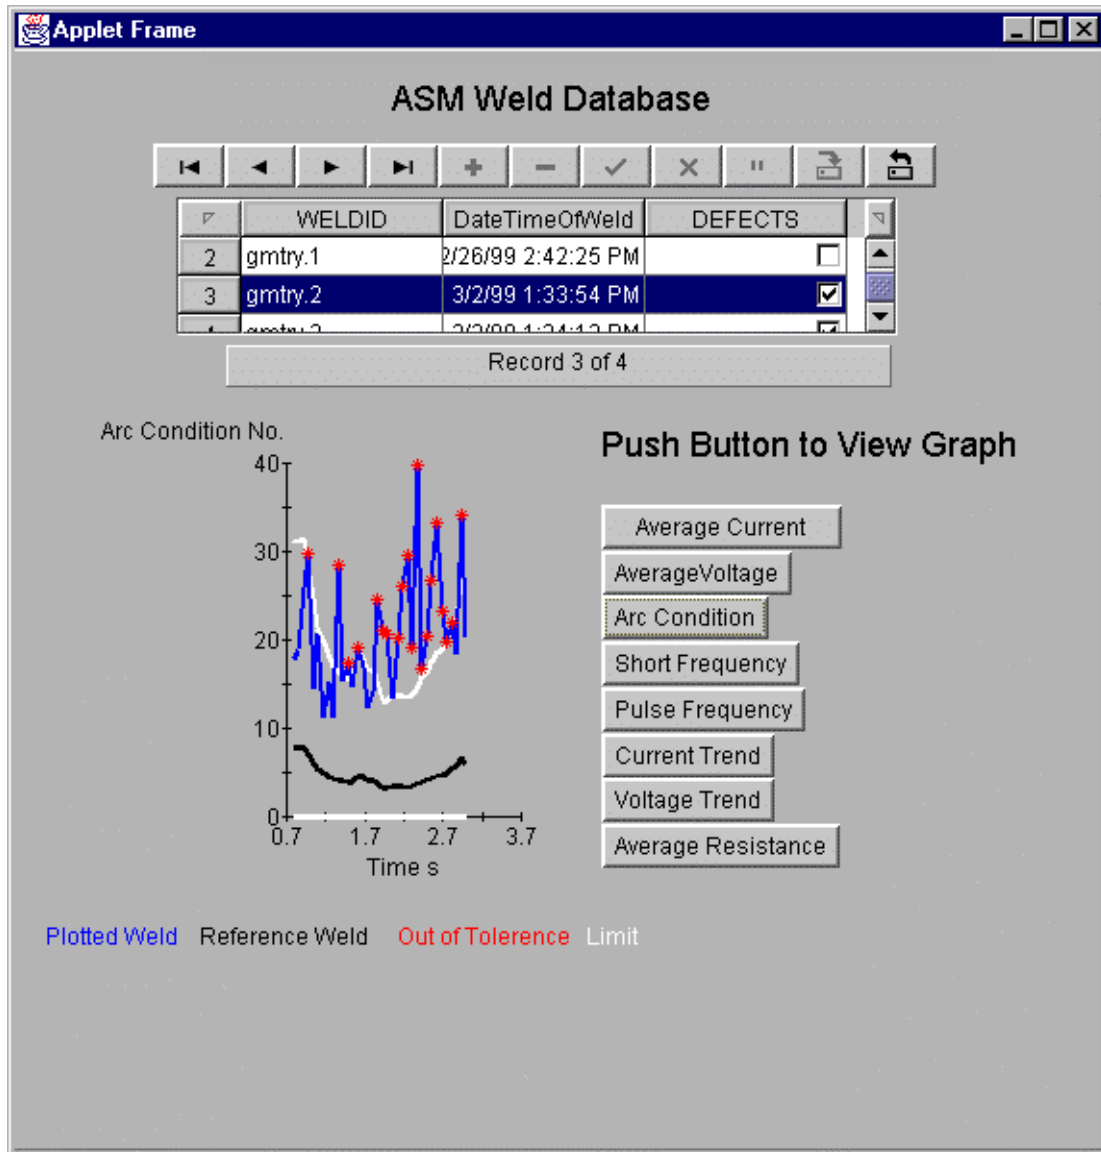 Applet Frame
ASM Weld Database
WELDID DateTimeOfWeld DEFECTS
2 gmtry.1 2/26/99 2:42:25 PM
3 gmtry.2 3/2/99 1:33:54 PM
Record 3 of 4
Arc Condition No.
Push Button to View Graph
40
30
20
10
0
0.7 1.7 2.7 3.7
Time s
Average Current
AverageVoltage
Arc Condition
Short Frequency
Pulse Frequency
Current Trend
Voltage Trend
Average Resistance
Plotted Weld Reference Weld Out of Tolerence Limit